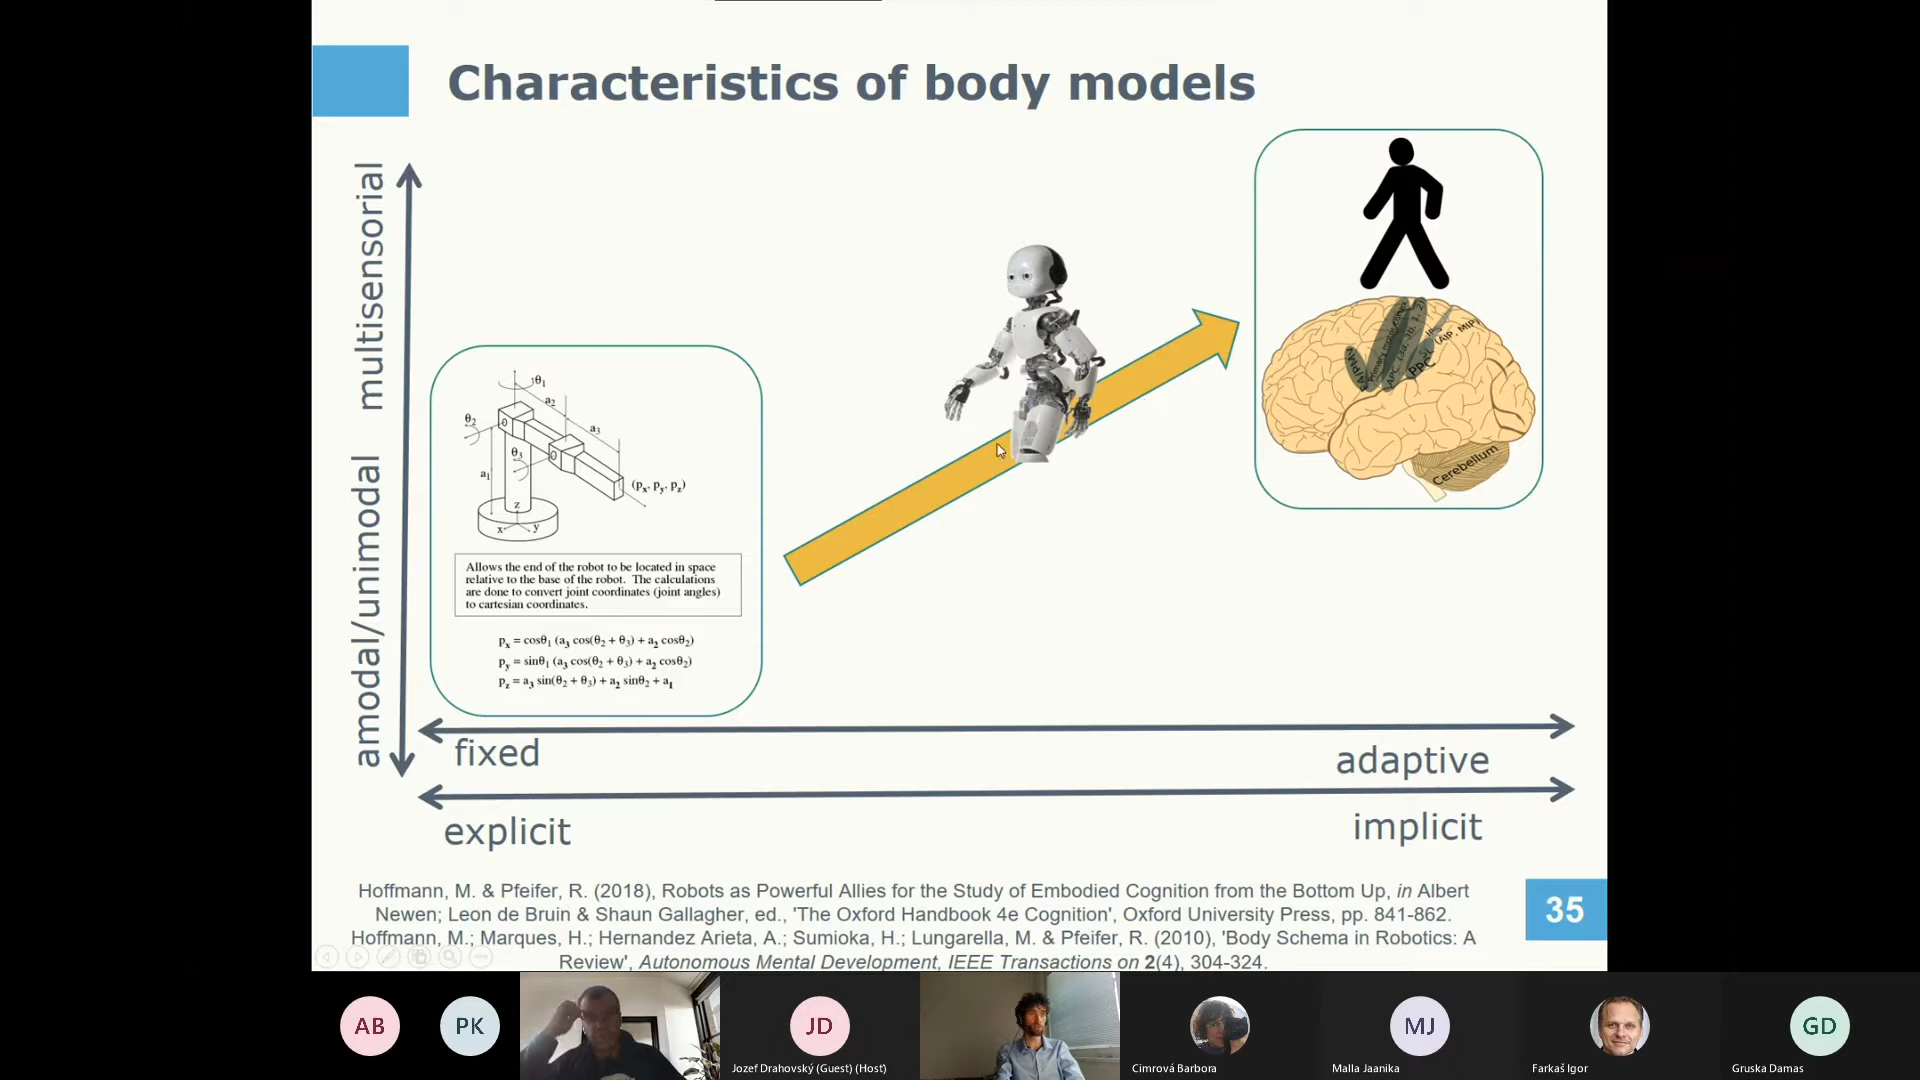 Characteristics of body models
multisensorial
amodal/unimodal
θ1
a2
θ2
a3
θ3
a1
(px, py, pz)
z
x
y
Allows the end of the robot to be located in space
relative to the base of the robot. The calculations
are done to convert joint coordinates (joint angles)
to cartesian coordinates.
px = cosθ1 (a3 cos(θ2 + θ3) + a2 cosθ2)
py = sinθ1 (a3 cos(θ2 + θ3) + a2 cosθ2)
pz = a3 sin(θ2 + θ3) + a2 sinθ2 + a1
PPC
Cerebellum
fixed
adaptive
explicit
implicit
Hoffmann, M. & Pfeifer, R. (2018), Robots as Powerful Allies for the Study of Embodied Cognition from the Bottom Up, in Albert
Newen; Leon de Bruin & Shaun Gallagher, ed., 'The Oxford Handbook 4e Cognition', Oxford University Press, pp. 841-862.
Hoffmann, M.; Marques, H.; Hernandez Arieta, A.; Sumioka, H.; Lungarella, M. & Pfeifer, R. (2010), 'Body Schema in Robotics: A
Review', Autonomous Mental Development, IEEE Transactions on 2(4), 304-324.
35
AB
PK
JD
MJ
GD
Jozef Drahovský (Guest) (Host)
Cimrová Barbora
Malla Jaanika
Farkaš Igor
Gruska Damas